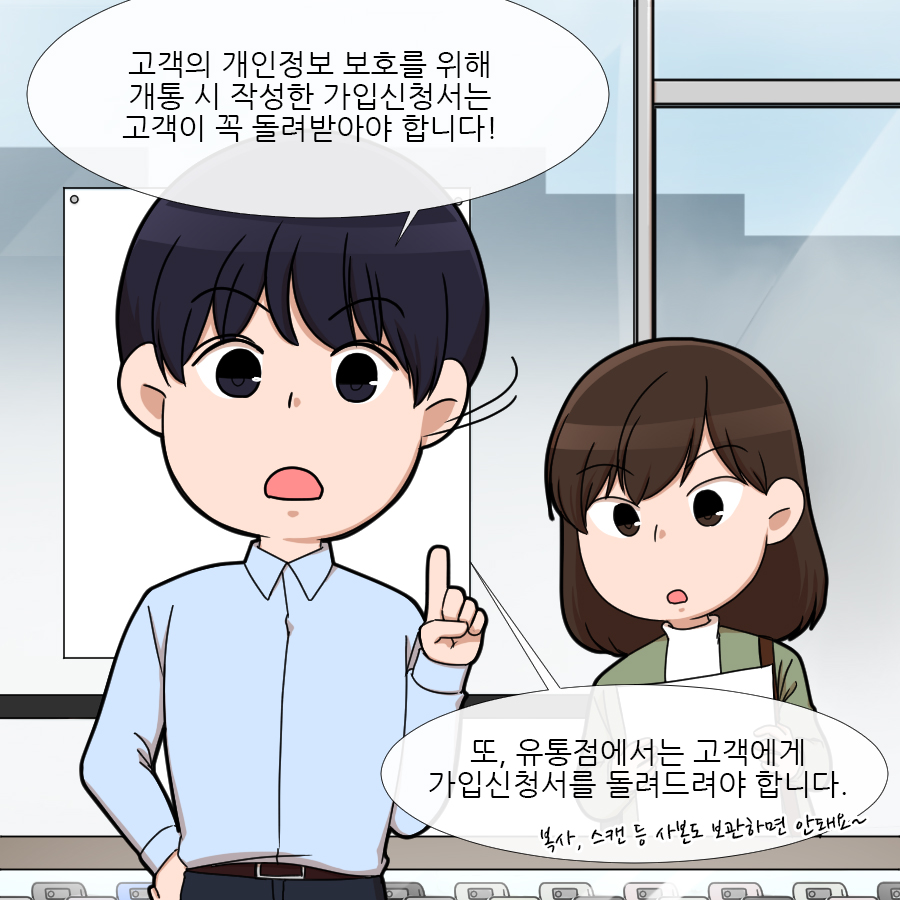 고객의 개인정보 보호를 위해
개통 시 작성한 가입신청서는
고객이 꼭 돌려받아야 합니다!
또, 유통점에서는 고객에게
가입신청서를 돌려드려야 합니다.
복사, 스캔 등 사본도 보관하면 안돼요~